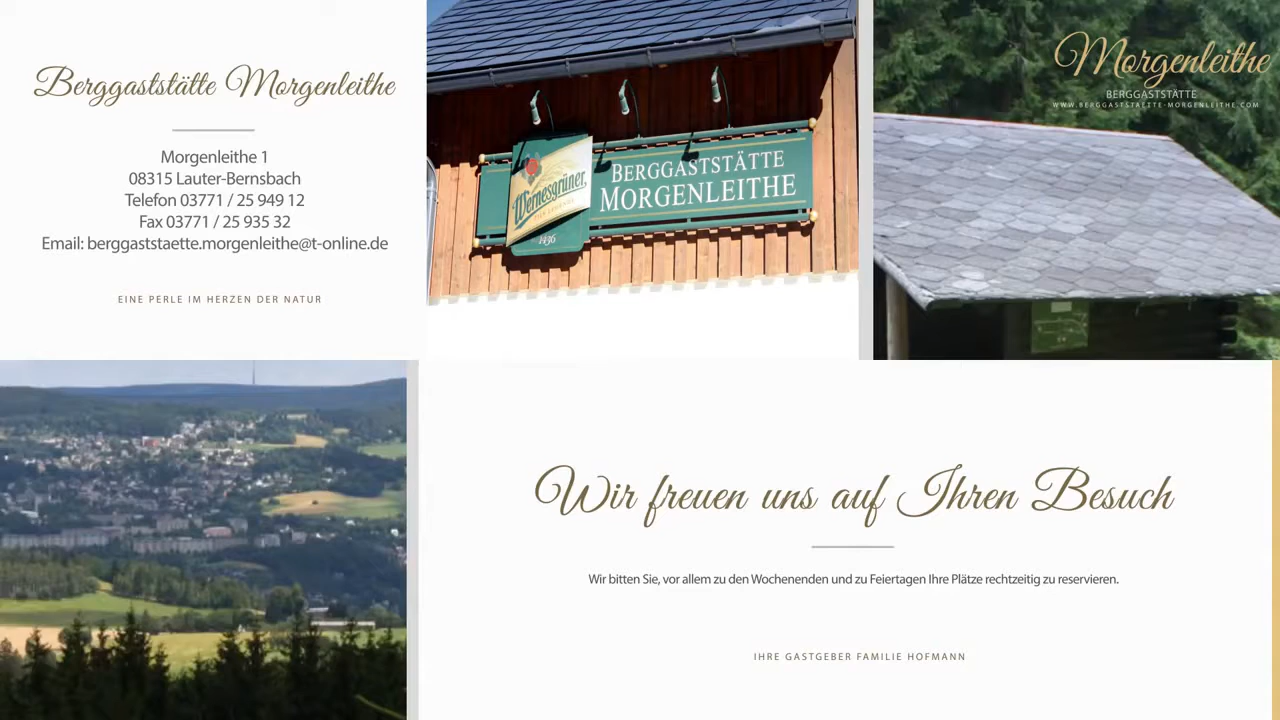 Berggaststätte Morgenleithe
Morgenleithe 1
08315 Lauter-Bernsbach
Telefon 03771 / 25 949 12
Fax 03771 / 25 935 32
Email: berggaststaette.morgenleithe@t-online.de
EINE PERLE IM HERZEN DER NATUR
Wernesgrüner
1436
BERGGASTSTÄTTE
MORGENLEITHE
Morgenleithe
BERGGASTSTÄTTE
WWW.BERGGASTSTAETTE-MORGENLEITHE.COM
Wir freuen uns auf Ihren Besuch
Wir bitten Sie, vor allem zu den Wochenenden und zu Feiertagen Ihre Plätze rechtzeitig zu reservieren.
IHRE GASTGEBER FAMILIE HOFMANN